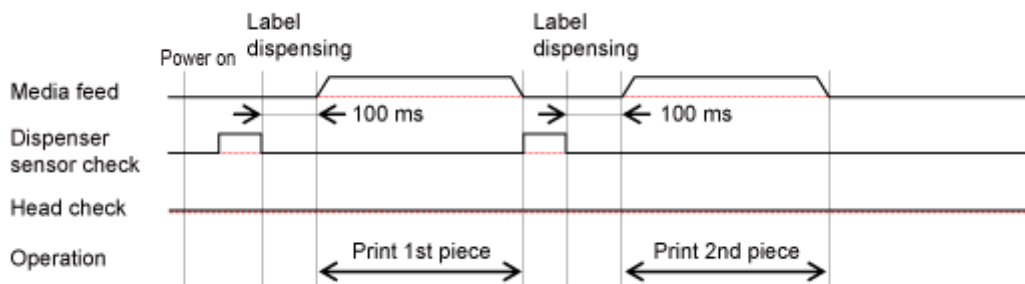 Label
dispensing
Label
dispensing
Power on
Media feed
100 ms
100 ms
Dispenser
sensor check
Head check
Operation
Print 1st piece
Print 2nd piece